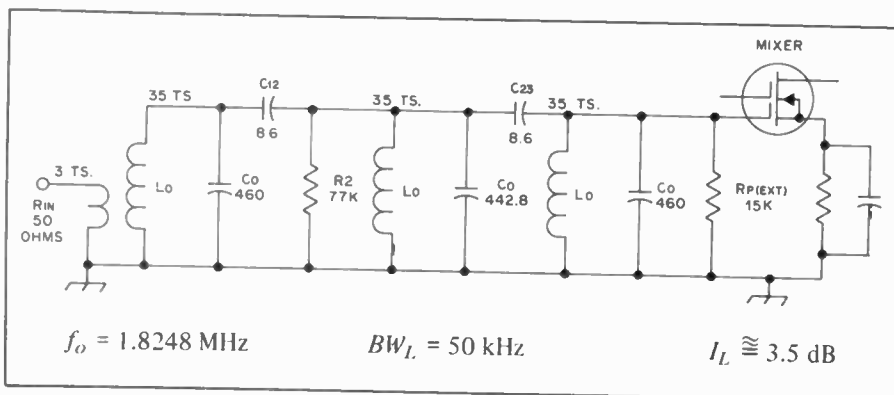 MIXER
35 TS
C12
8.6
35 TS.
C23
8.6
35 TS.
3 TS.
RIN
50
OHMS
Lo
Co
460
R2
77K
Lo
Co
442.8
Lo
Co
460
RP(EXT)
15K
fo = 1.8248 MHz
BWL = 50 kHz
IL ≅ 3.5 dB